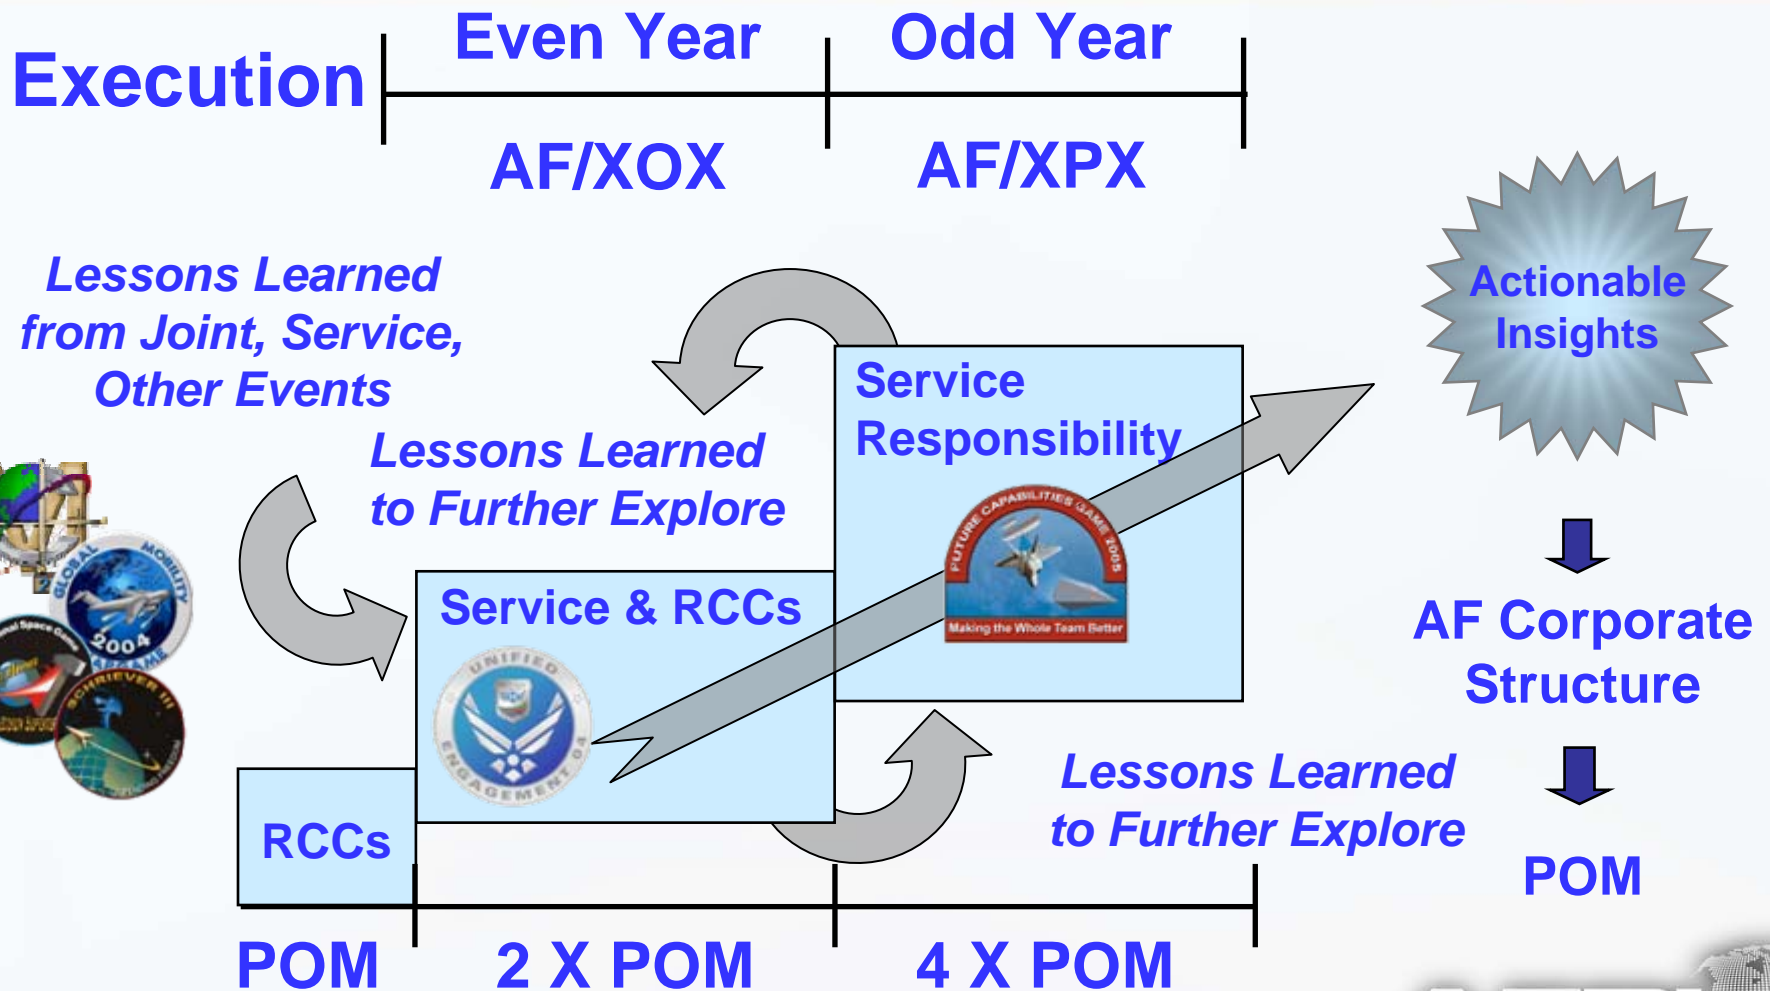 Even Year
Odd Year
Execution
AF/XOX
AF/XPX
Lessons Learned
from Joint, Service,
Other Events
Actionable
Insights
Lessons Learned
to Further Explore
Service
Responsibility
FUTURE CAPABILITIES GAME 2005
Making the Whole Team Better
Service & RCCs
UNIFIED
ENGAGEMENT 04
GLOBAL MOBILITY
2004
SCHRIEVER III
AF Corporate
Structure
Lessons Learned
to Further Explore
RCCs
POM
POM
2 X POM
4 X POM